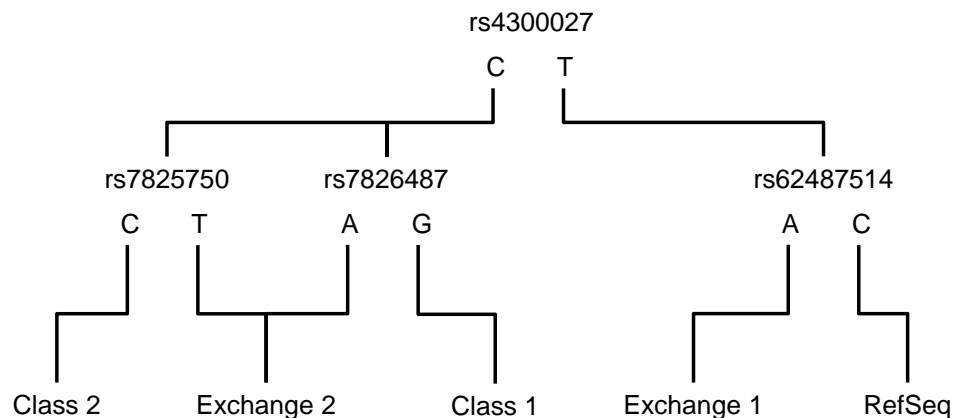 rs4300027
C T
rs7825750 rs7826487 rs62487514
C T A G A C
Class 2 Exchange 2 Class 1 Exchange 1 RefSeq